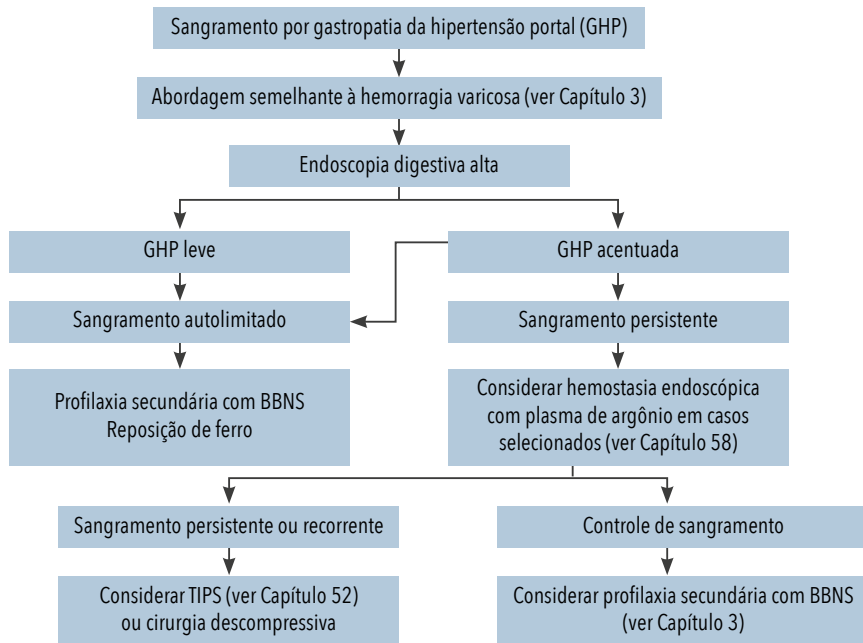 Sangramento por gastropatia da hipertensão portal (GHP)
Abordagem semelhante à hemorragia varicosa (ver Capítulo 3)
Endoscopia digestiva alta
GHP leve
GHP acentuada
Sangramento autolimitado
Sangramento persistente
Profilaxia secundária com BBNS
Reposição de ferro
Considerar hemostasia endoscópica
com plasma de argônio em casos
selecionados (ver Capítulo 58)
Sangramento persistente ou recorrente
Controle de sangramento
Considerar TIPS (ver Capítulo 52)
ou cirurgia descompressiva
Considerar profilaxia secundária com BBNS
(ver Capítulo 3)